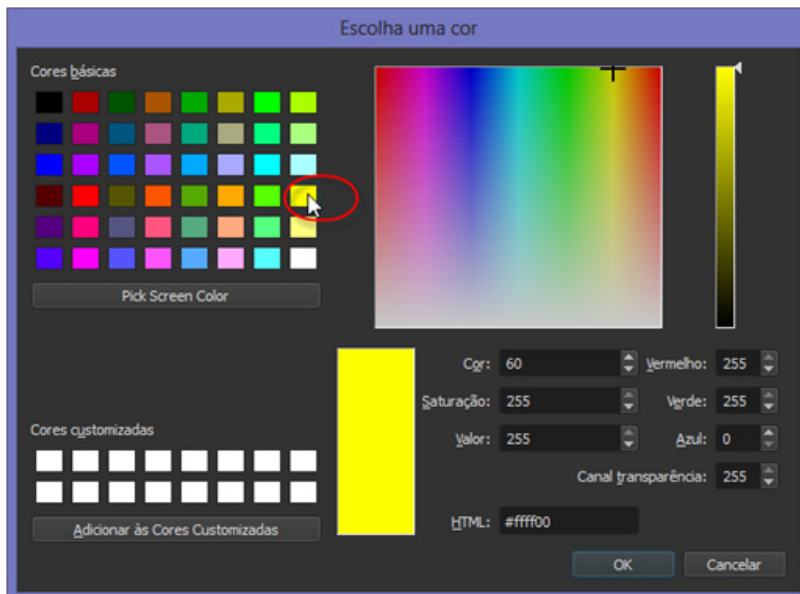 Escolha uma cor
Cores básicas
Pick Screen Color
Cor: 60 Vermelho: 255
Saturação: 255 Verde: 255
Valor: 255 Azul: 0
Canal transparência: 255
HTML: #ffff00
Cores customizadas
Adicionar às Cores Customizadas
OK Cancelar